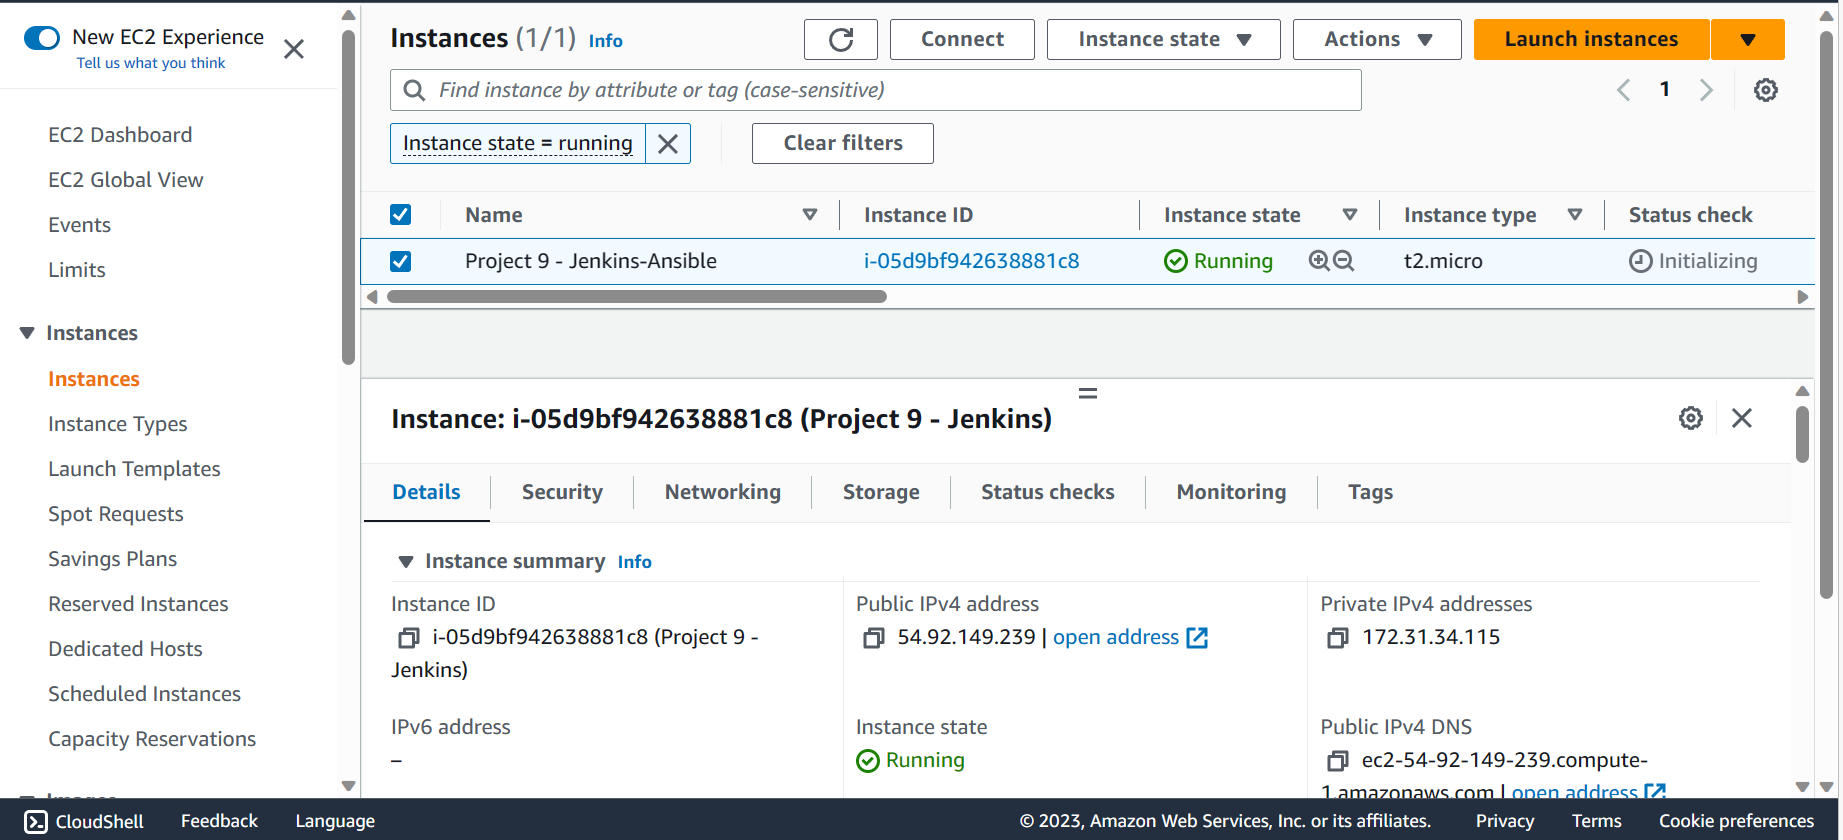 New EC2 Experience
Tell us what you think
EC2 Dashboard
EC2 Global View
Events
Limits
Instances
Instances
Instance Types
Launch Templates
Spot Requests
Savings Plans
Reserved Instances
Dedicated Hosts
Scheduled Instances
Capacity Reservations
Images
Instances (1/1) Info
Connect
Instance state
Actions
Launch instances
Find instance by attribute or tag (case-sensitive)
1
Instance state = running
Clear filters
Name Instance ID Instance state Instance type Status check
Project 9 - Jenkins-Ansible i-05d9bf942638881c8 Running t2.micro Initializing
Instance: i-05d9bf942638881c8 (Project 9 - Jenkins)
Details Security Networking Storage Status checks Monitoring Tags
Instance summary Info
Instance ID
i-05d9bf942638881c8 (Project 9 -
Jenkins)
Public IPv4 address
54.92.149.239 | open address
Private IPv4 addresses
172.31.34.115
IPv6 address
–
Instance state
Running
Public IPv4 DNS
ec2-54-92-149-239.compute-
1.amazonaws.com | open address
CloudShell Feedback Language © 2023, Amazon Web Services, Inc. or its affiliates. Privacy Terms Cookie preferences